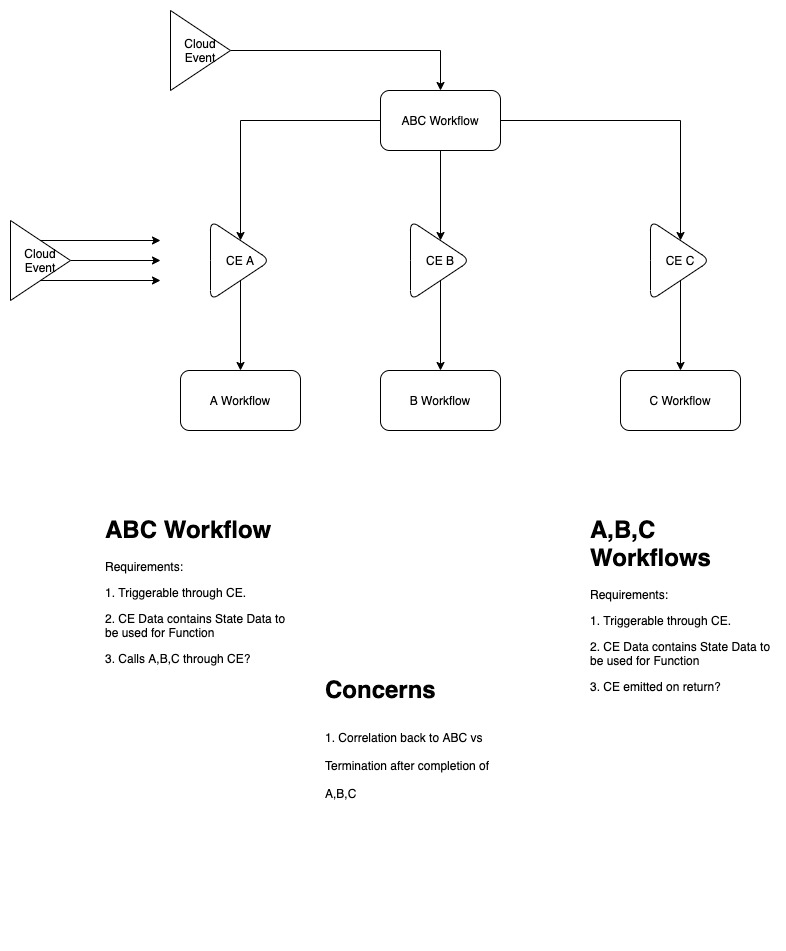 Cloud
Event
ABC Workflow
Cloud
Event
CE A
CE B
CE C
A Workflow
B Workflow
C Workflow
ABC Workflow
Requirements:
1. Triggerable through CE.
2. CE Data contains State Data to
be used for Function
3. Calls A,B,C through CE?
A,B,C
Workflows
Requirements:
1. Triggerable through CE.
2. CE Data contains State Data to
be used for Function
3. CE emitted on return?
Concerns
1. Correlation back to ABC vs
Termination after completion of
A,B,C